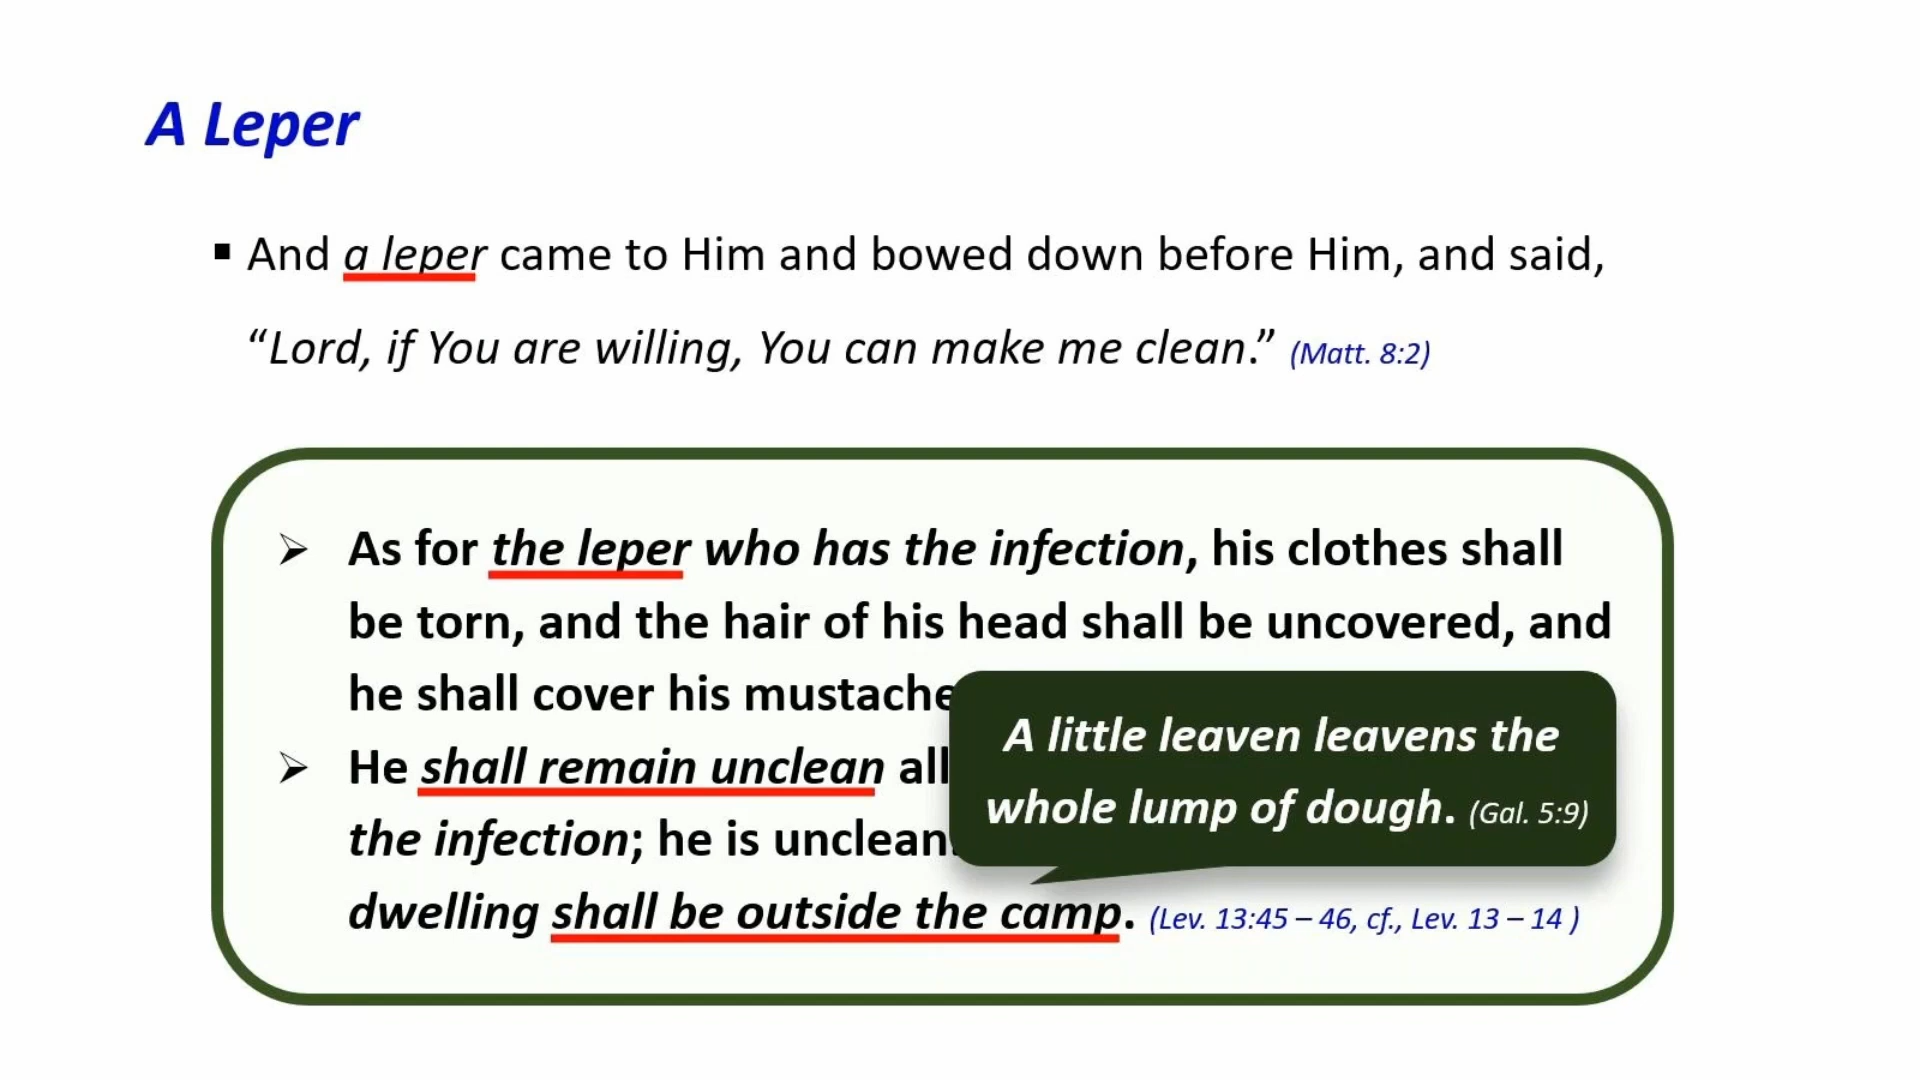 A Leper
▪ And a leper came to Him and bowed down before Him, and said,
“Lord, if You are willing, You can make me clean.” (Matt. 8:2)
➢ As for the leper who has the infection, his clothes shall
be torn, and the hair of his head shall be uncovered, and
he shall cover his mustache
➢ He shall remain unclean all
the infection; he is unclean.
dwelling shall be outside the camp. (Lev. 13:45 – 46, cf., Lev. 13 – 14 )
A little leaven leavens the
whole lump of dough. (Gal. 5:9)